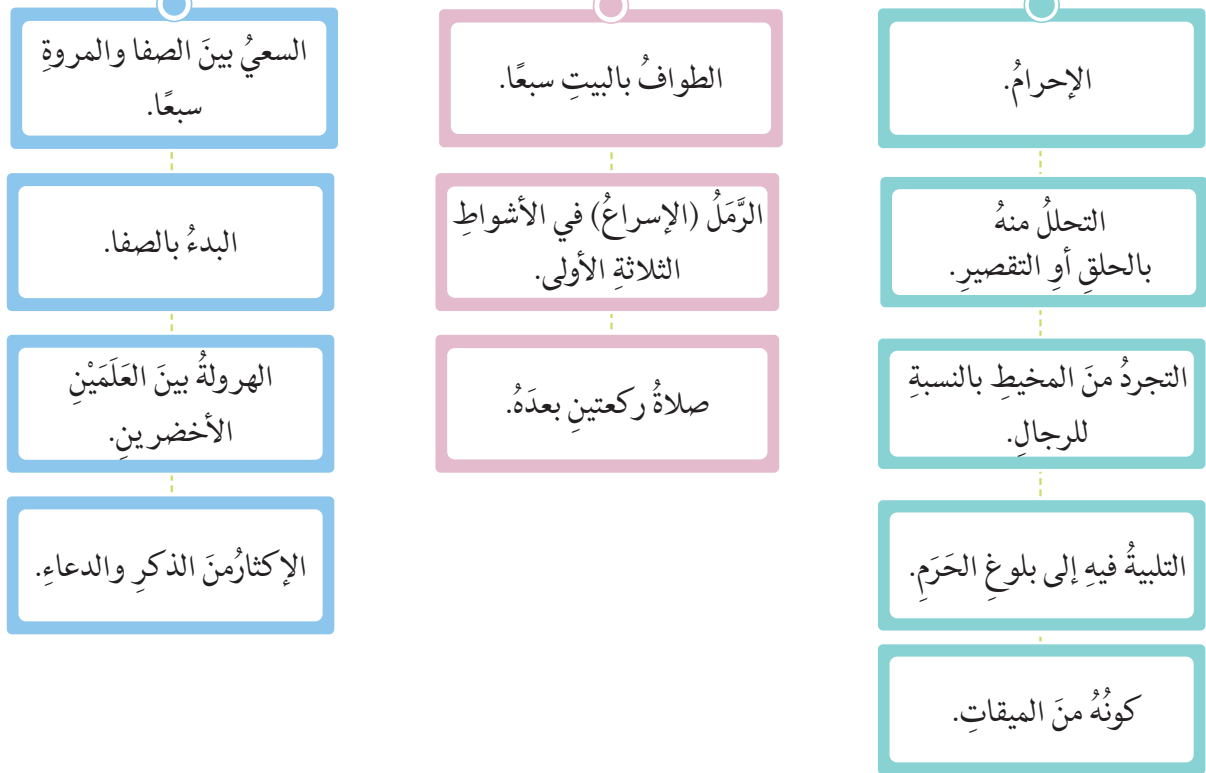 الإحرامُ.
التحللُ منهُ
بالحلقِ أوِ التقصيرِ.
التجردُ منَ المخيطِ بالنسبةِ
للرجالِ.
التلبيةُ فيهِ إلى بلوغِ الحَرَمِ.
كونُهُ منَ الميقاتِ.
الطوافُ بالبيتِ سبعًا.
الرَّمَلُ (الإسراعُ) في الأشواطِ
الثلاثةِ الأولى.
صلاةُ ركعتينِ بعدَهُ.
السعيُ بينَ الصفا والمروةِ
سبعًا.
البدءُ بالصفا.
الهرولةُ بينَ العَلَمَيْنِ
الأخضرينِ.
الإكثارُمنَ الذكرِ والدعاءِ.